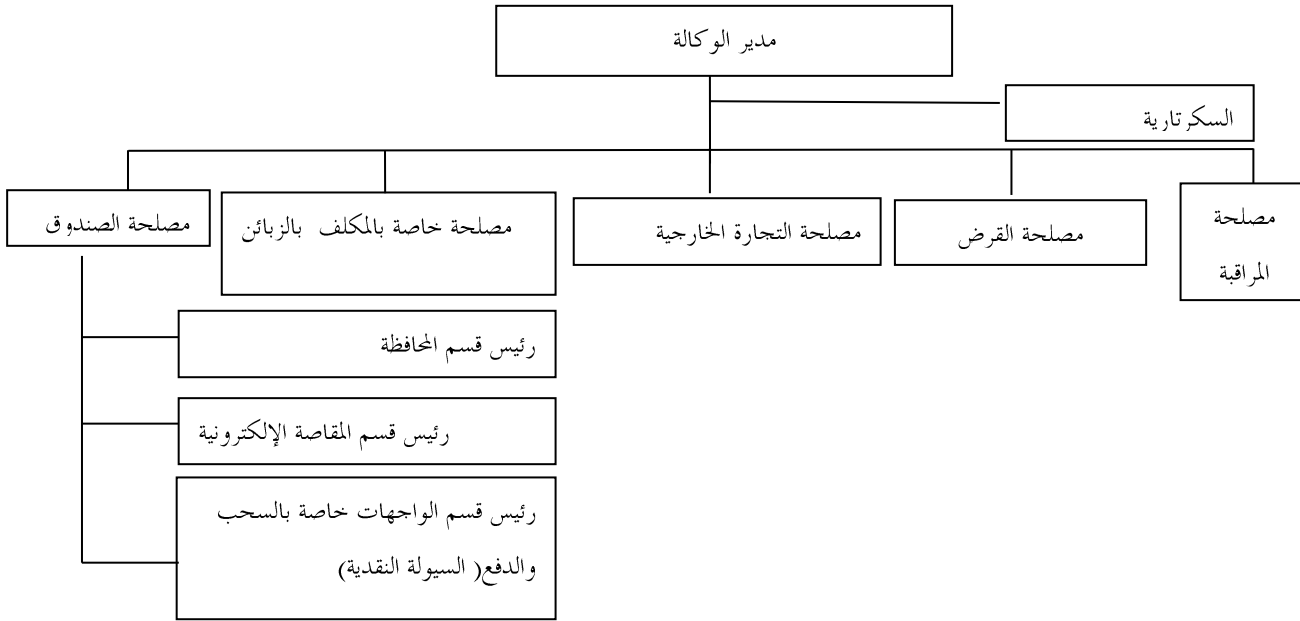 مدير الوكالة
السكرتارية
مصلحة
المراقبة
مصلحة القرض
مصلحة التجارة الخارجية
مصلحة خاصة بالمكلف بالزبائن
مصلحة الصندوق
رئيس قسم المحافظة
رئيس قسم المقاصة الإلكترونية
رئيس قسم الواجهات خاصة بالسحب
والدفع( السيولة النقدية)